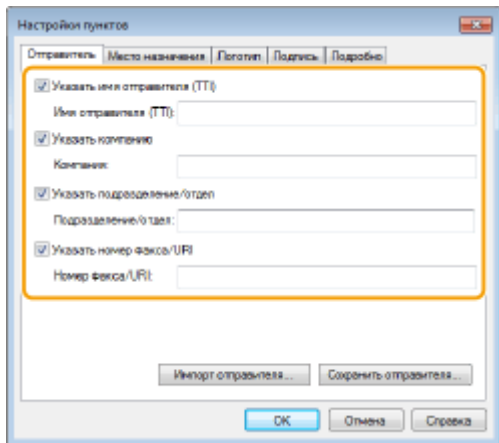 Настройки пунктов
Отправитель Место назначения Логотип Подпись Подробно
Указать имя отправителя (TTI)
Имя отправителя (TTI):
Указать компанию
Компания:
Указать подразделение/отдел
Подразделение/отдел:
Указать номер факса/URI
Номер факса/URI:
Импорт отправителя... Сохранить отправителя...
OK Отмена Справка